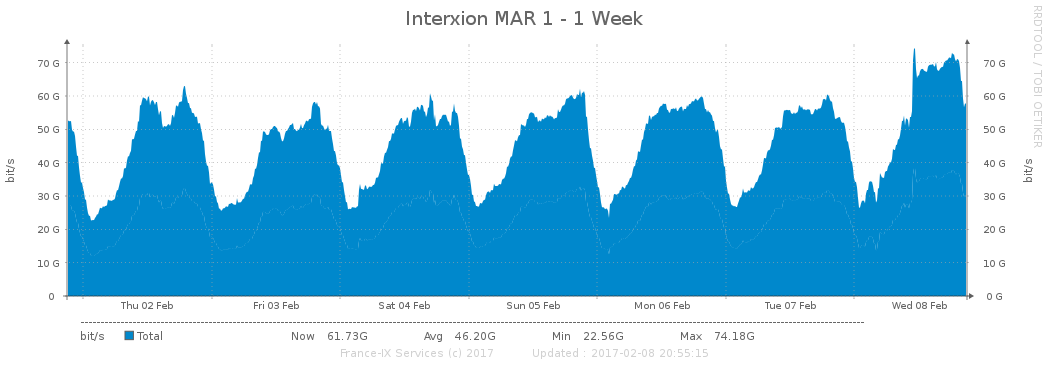 Interxion MAR 1 - 1 Week
RRDTOOL / TOBI OETIKER
bit/s
70 G 70 G
60 G 60 G
50 G 50 G
40 G 40 G
30 G 30 G
20 G 20 G
10 G 10 G
0 0 G
bit/s
Thu 02 Feb Fri 03 Feb Sat 04 Feb Sun 05 Feb Mon 06 Feb Tue 07 Feb Wed 08 Feb
bit/s Total Now 61.73G Avg 46.20G Min 22.56G Max 74.18G
France-IX Services (c) 2017 Updated : 2017-02-08 20:55:15